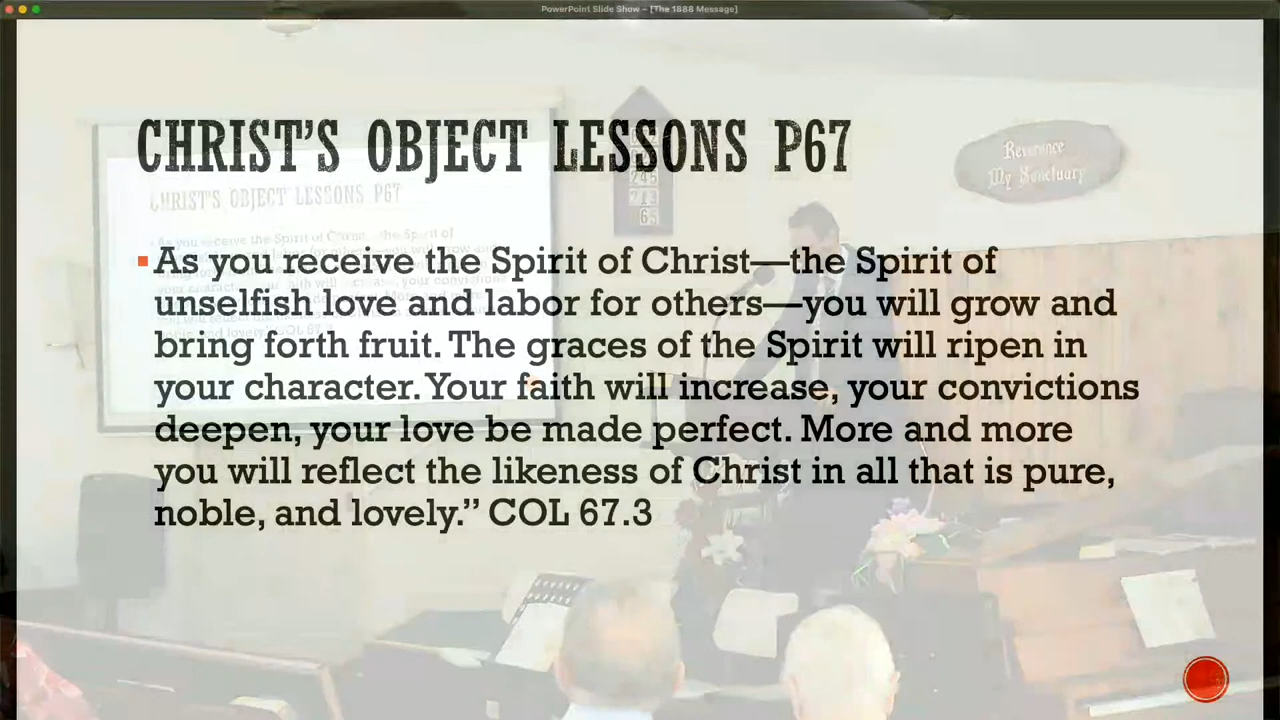 PowerPoint Slide Show – [The 1888 Message]
CHRIST'S OBJECT LESSONS P67
Reverence
My Sanctuary
CHRIST'S OBJECT LESSONS P67
As you receive the Spirit of Christ—the Spirit of
unselfish love and labor for others—you will grow and
bring forth fruit. The graces of the Spirit will ripen in
your character. Your faith will increase, your convictions
deepen, your love be made perfect. More and more
you will reflect the likeness of Christ in all that is pure,
noble, and lovely.” COL 67.3
245
213